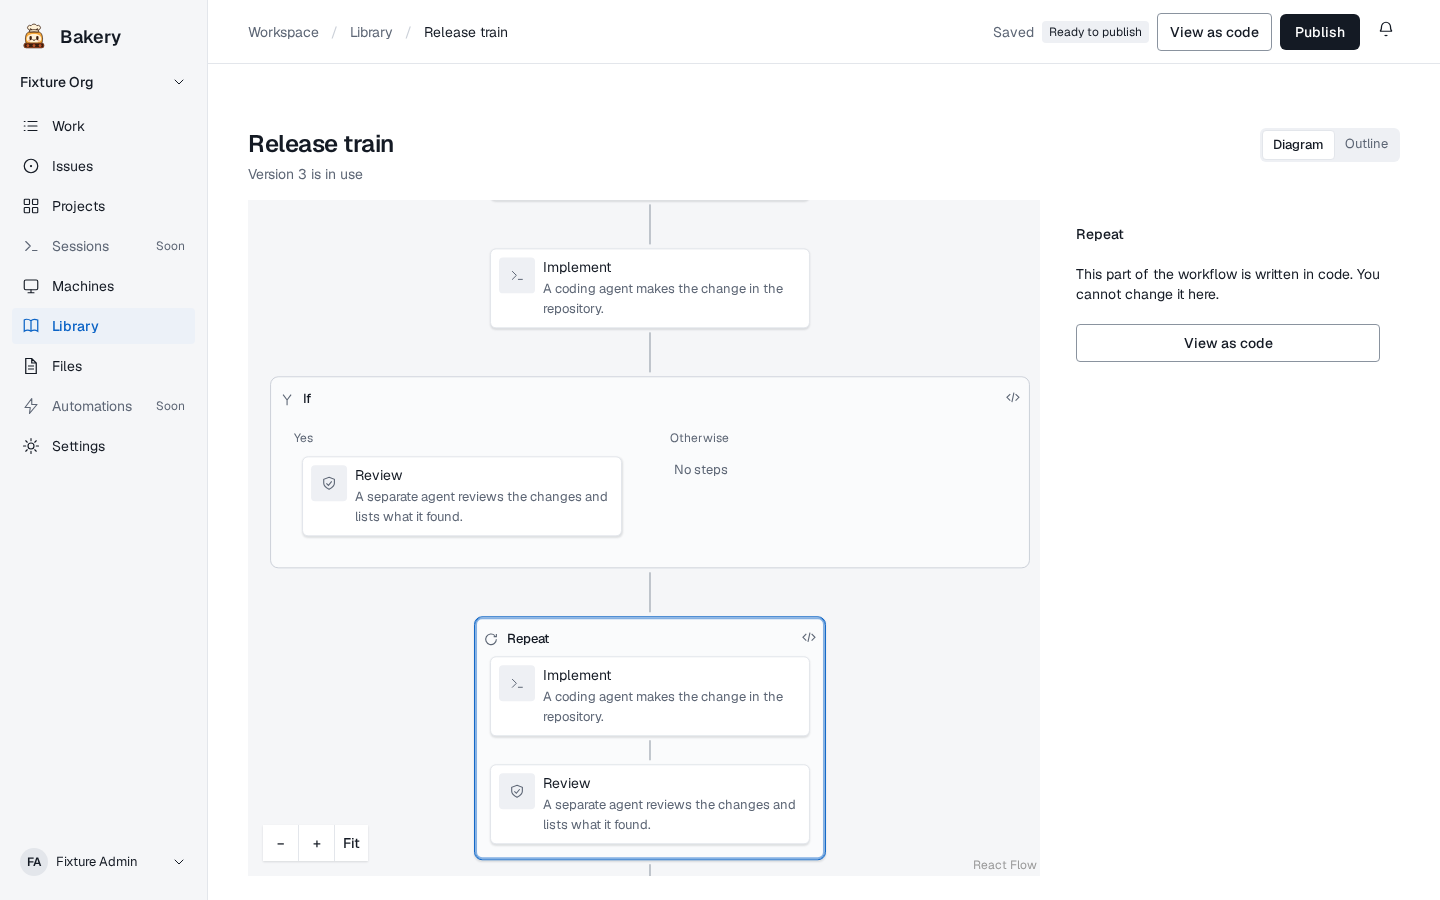 Bakery
Fixture Org
Work
Issues
Projects
Sessions Soon
Machines
Library
Files
Automations Soon
Settings
FA Fixture Admin
Workspace / Library / Release train
Saved Ready to publish View as code Publish
Release train
Version 3 is in use
Diagram Outline
Implement
A coding agent makes the change in the
repository.
If
Yes
Otherwise
Review
A separate agent reviews the changes and
lists what it found.
No steps
Repeat
Implement
A coding agent makes the change in the
repository.
Review
A separate agent reviews the changes and
lists what it found.
− + Fit
React Flow
Repeat
This part of the workflow is written in code. You
cannot change it here.
View as code